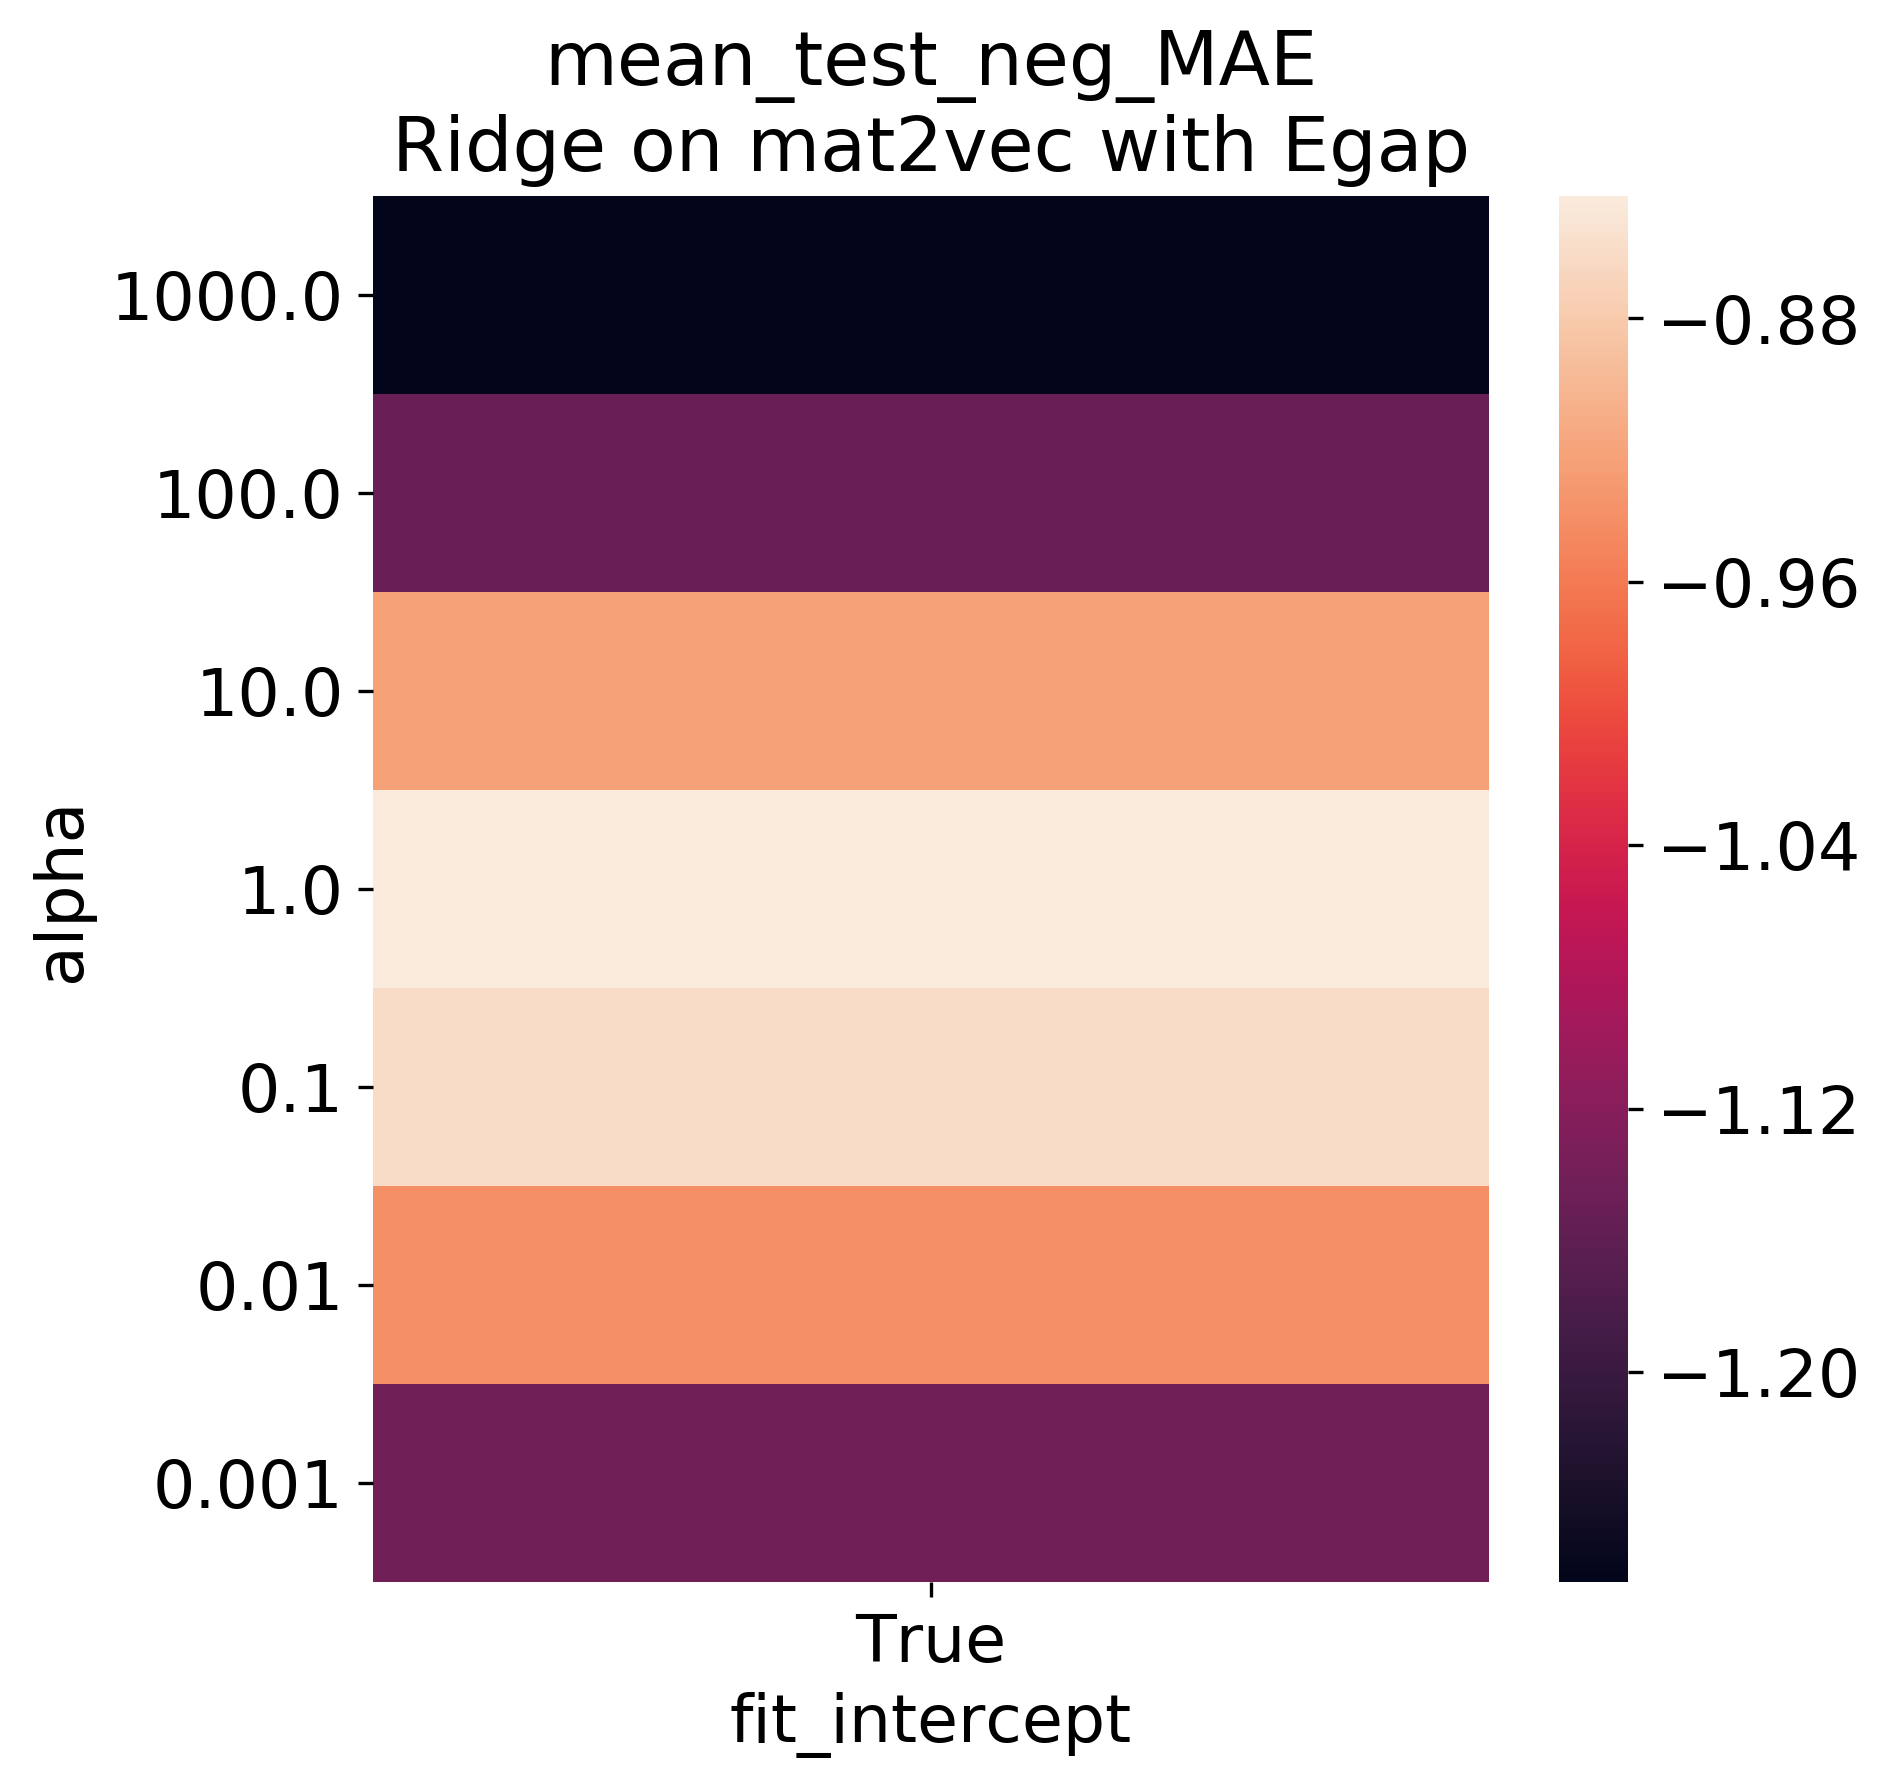 mean_test_neg_MAE
Ridge on mat2vec with Egap
alpha
1000.0
100.0
10.0
1.0
0.1
0.01
0.001
True
fit_intercept
−0.88
−0.96
−1.04
−1.12
−1.20